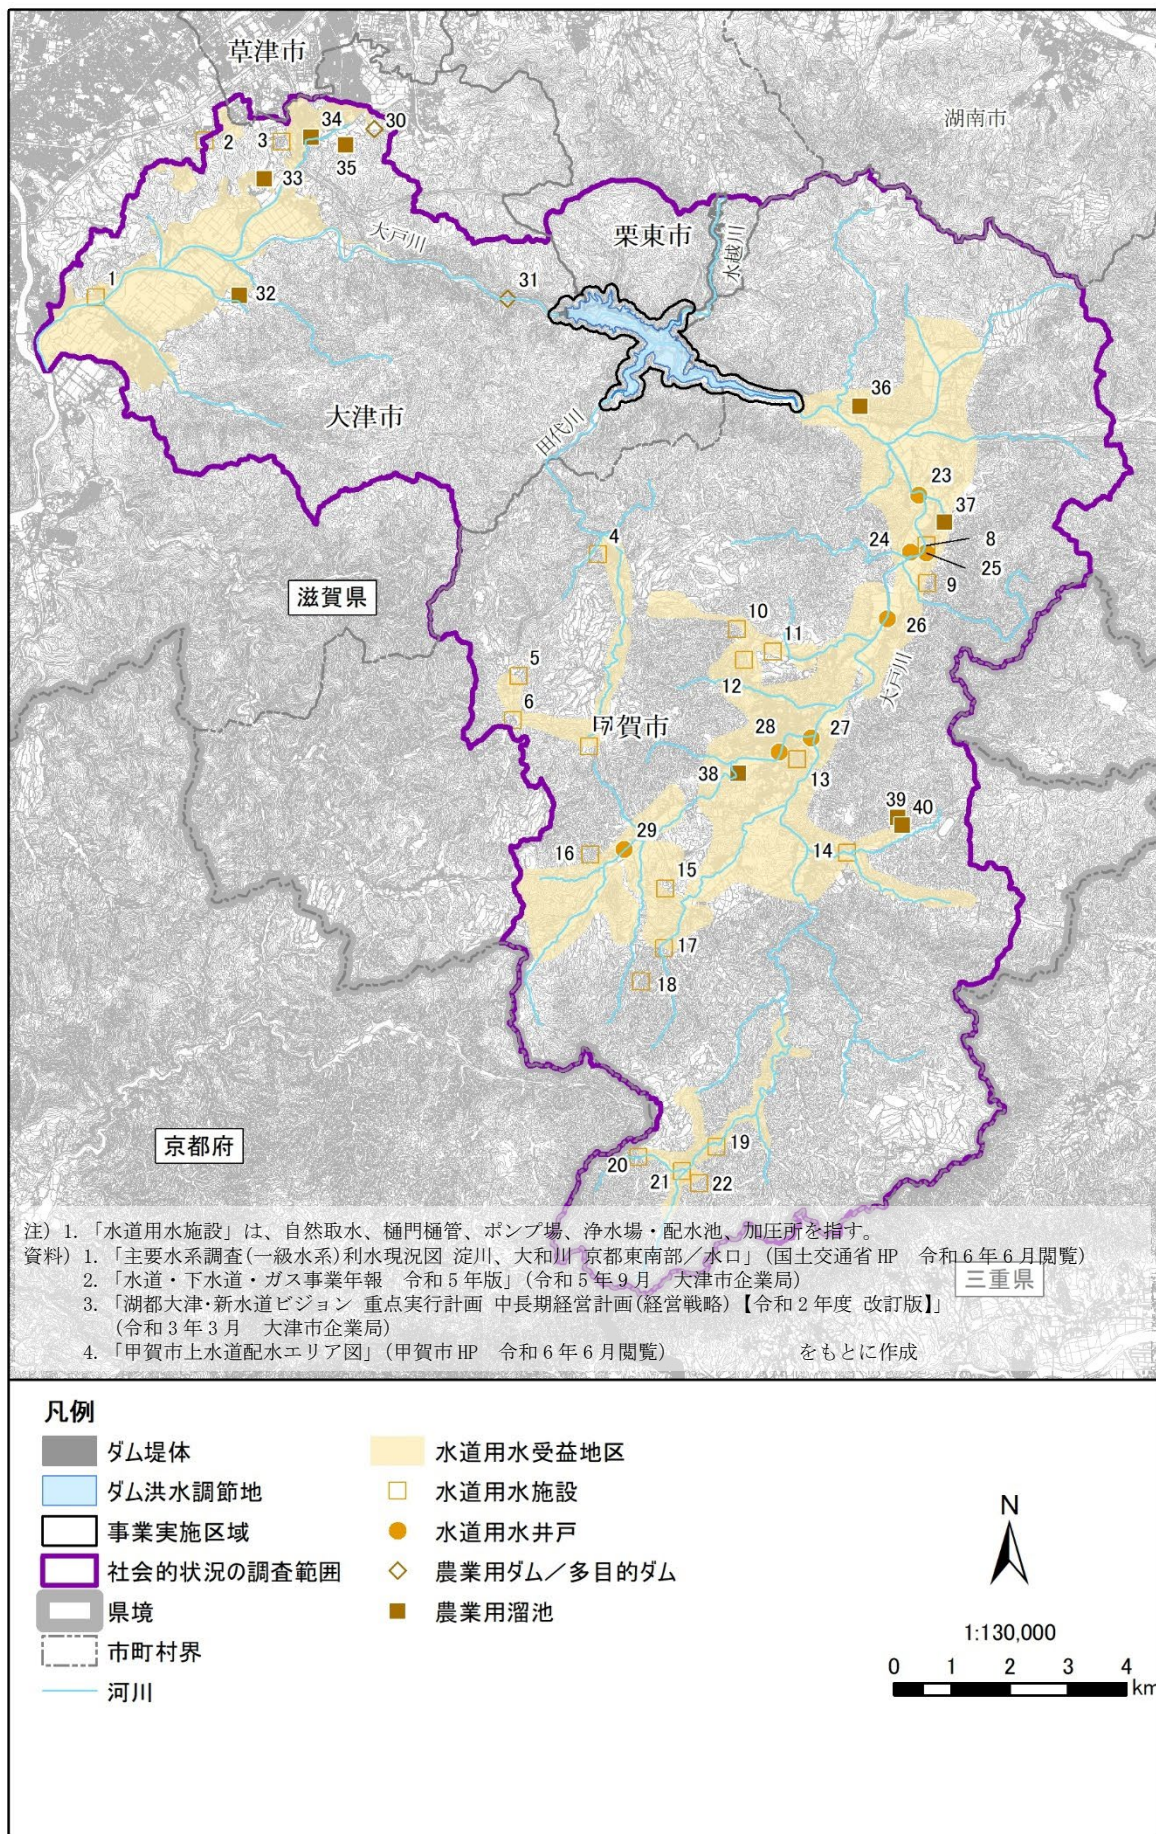 草津市
湖南市
栗東市
水越川
大戸川
大津市
田代川
滋賀県
甲賀市
大戸川
京都府
三重県
1
2
3
4
5
6
7
8
9
10
11
12
13
14
15
16
17
18
19
20
21
22
23
24
25
26
27
28
29
30
31
32
33
34
35
36
37
38
39
40
注) 1. 「水道用水施設」は、自然取水、樋門樋管、ポンプ場、浄水場・配水池、加圧所を指す。
資料) 1. 「主要水系調査(一級水系)利水現況図 淀川、大和川 京都東南部／水口」(国土交通省HP 令和6年6月閲覧)
2. 「水道・下水道・ガス事業年報 令和5年版」(令和5年9月 大津市企業局)
3. 「湖都大津・新水道ビジョン 重点実行計画 中長期経営計画(経営戦略)【令和2年度 改訂版】」
(令和3年3月 大津市企業局)
4. 「甲賀市上水道配水エリア図」(甲賀市HP 令和6年6月閲覧) をもとに作成
凡例
ダム堤体
ダム洪水調節地
事業実施区域
社会的状況の調査範囲
県境
市町村界
河川
水道用水受益地区
水道用水施設
水道用水井戸
農業用ダム／多目的ダム
農業用溜池
N
1:130,000
0 1 2 3 4
km